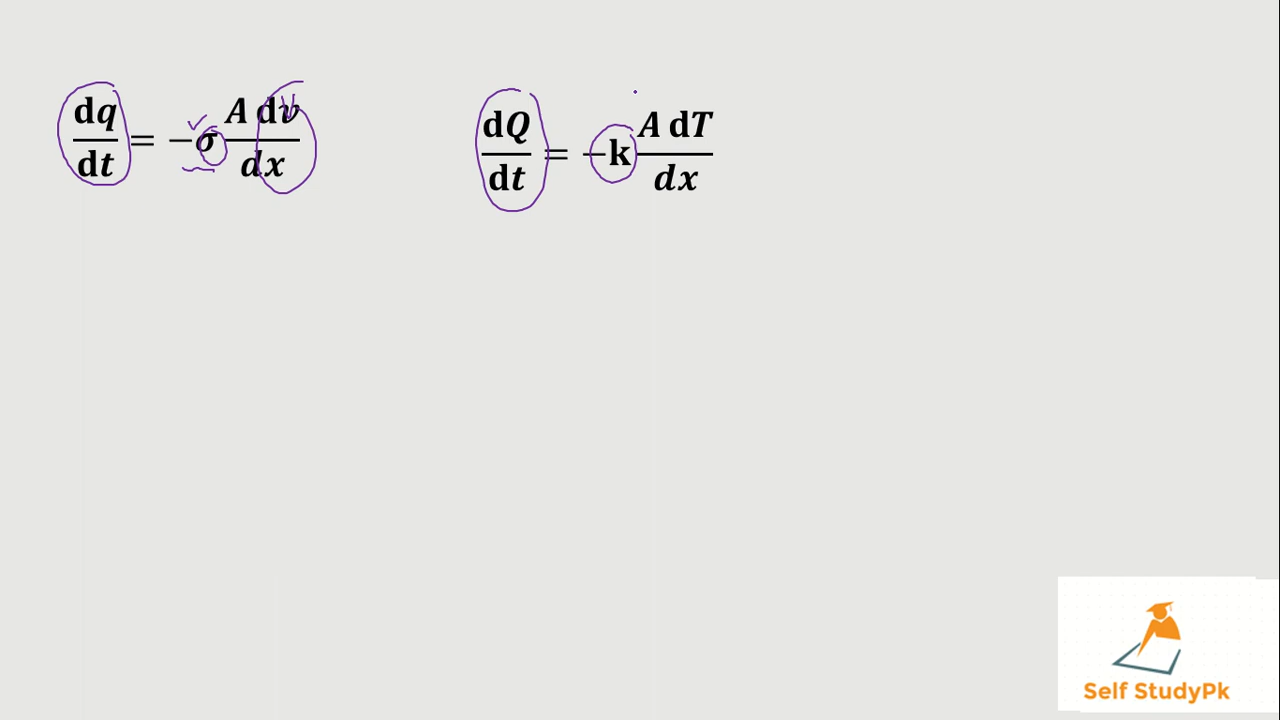 dq/dt = −σ A dv/dx
V
dQ/dt = −k A dT/dx
Self StudyPk